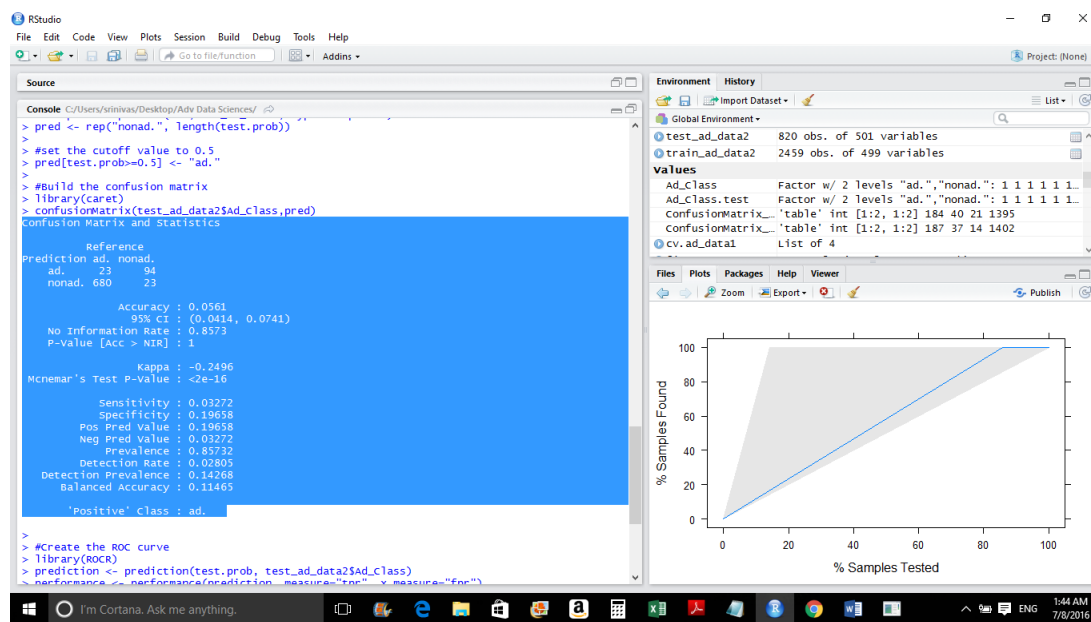 RStudio
File Edit Code View Plots Session Build Debug Tools Help
Go to file/function
Addins
Project: (None)
Source
Console C:/Users/srinivas/Desktop/Adv Data Sciences/
> pred <- rep("nonad.", length(test.prob))
>
> #set the cutoff value to 0.5
> pred[test.prob>=0.5] <- "ad."
>
> #Build the confusion matrix
> library(caret)
> confusionMatrix(test_ad_data2$Ad_Class,pred)
Confusion Matrix and Statistics
Reference
Prediction ad. nonad.
ad. 23 94
nonad. 680 23
Accuracy : 0.0561
95% CI : (0.0414, 0.0741)
No Information Rate : 0.8573
P-Value [Acc > NIR] : 1
Kappa : -0.2496
Mcnemar's Test P-Value : <2e-16
Sensitivity : 0.03272
Specificity : 0.19658
Pos Pred Value : 0.19658
Neg Pred Value : 0.03272
Prevalence : 0.85732
Detection Rate : 0.02805
Detection Prevalence : 0.14268
Balanced Accuracy : 0.11465
'Positive' Class : ad.
>
> #Create the ROC curve
> library(ROCR)
> prediction <- prediction(test.prob, test_ad_data2$Ad_Class)
> performance <- performance(prediction, measure="tpr", x.measure="fpr")
Environment History
Import Dataset
List
Global Environment
test_ad_data2 820 obs. of 501 variables
train_ad_data2 2459 obs. of 499 variables
Values
Ad_Class Factor w/ 2 levels "ad.","nonad.": 1 1 1 1 1 1…
Ad_Class.test Factor w/ 2 levels "ad.","nonad.": 1 1 1 1 1 1…
ConfusionMatrix_… 'table' int [1:2, 1:2] 184 40 21 1395
ConfusionMatrix_… 'table' int [1:2, 1:2] 187 37 14 1402
cv.ad_data1 List of 4
Files Plots Packages Help Viewer
Zoom Export Publish
100
80
60
40
20
0
% Samples Found
0 20 40 60 80 100
% Samples Tested
I'm Cortana. Ask me anything.
ENG
1:44 AM
7/8/2016